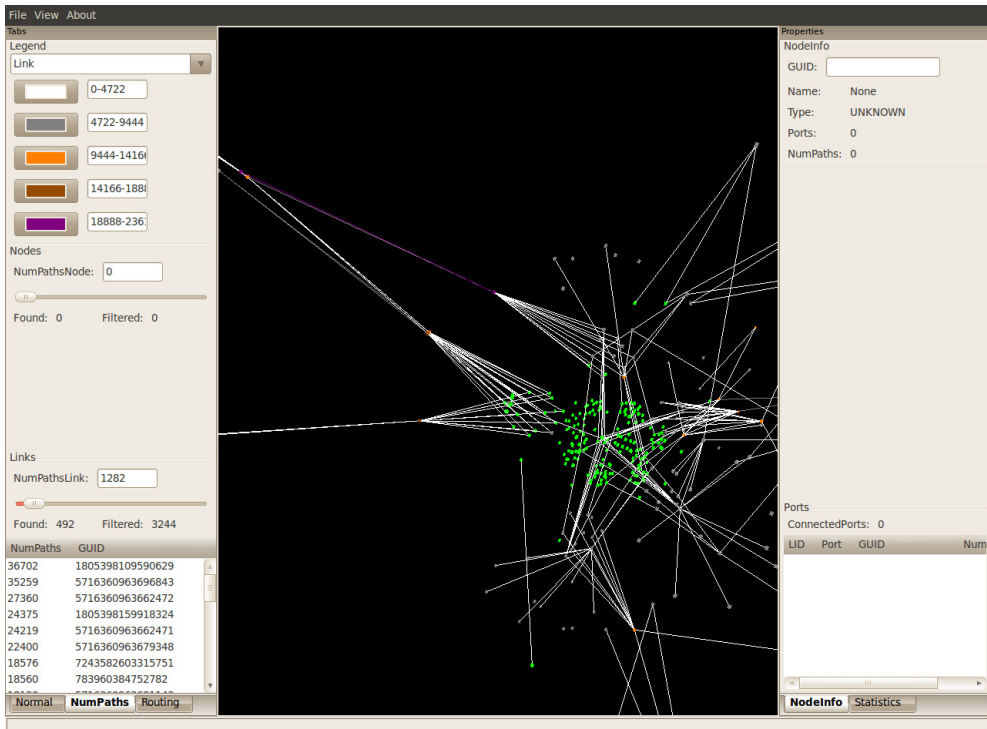 File View About
Tabs
Legend
Link
0-4722
4722-9444
9444-1416
14166-188
18888-236
Nodes
NumPathsNode: 0
Found: 0 Filtered: 0
Links
NumPathsLink: 1282
Found: 492 Filtered: 3244
NumPaths GUID
36702 1805398109590629
35259 5716360963696843
27360 5716360963662472
24375 1805398159918324
24219 5716360963662471
22400 5716360963679348
18576 7243582603315751
18560 783960384752782
Normal NumPaths Routing
Properties
NodeInfo
GUID:
Name: None
Type: UNKNOWN
Ports: 0
NumPaths: 0
Ports
ConnectedPorts: 0
LID Port GUID Num
NodeInfo Statistics